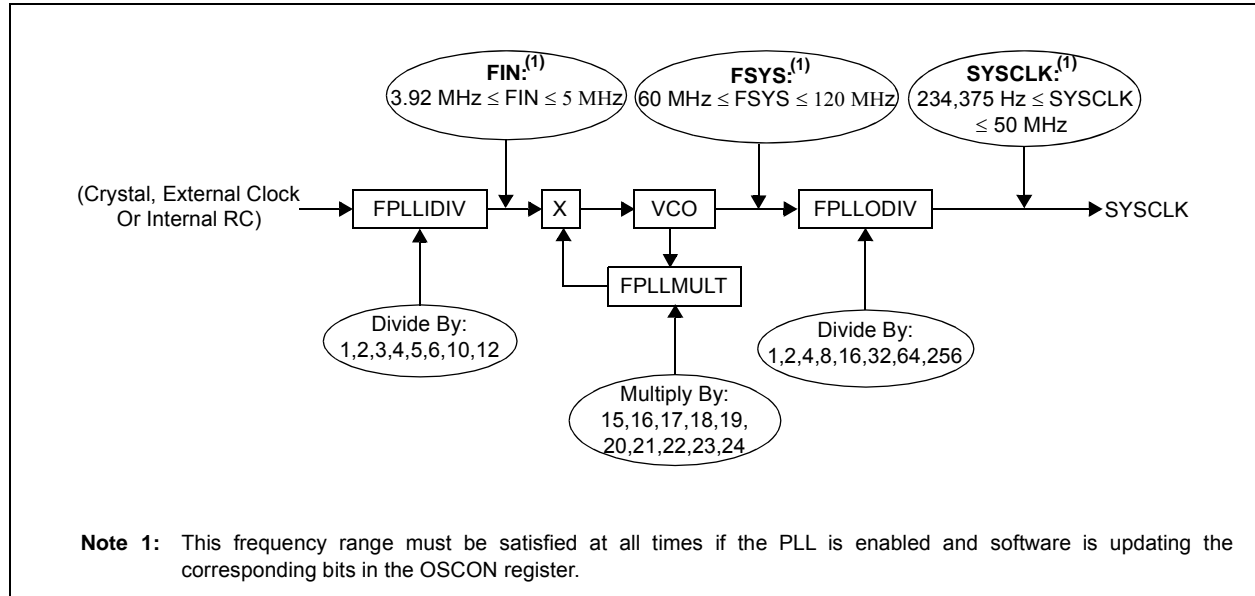 FIN:(1)
3.92 MHz ≤ FIN ≤ 5 MHz
FSYS:(1)
60 MHz ≤ FSYS ≤ 120 MHz
SYSCLK:(1)
234,375 Hz ≤ SYSCLK
≤ 50 MHz
(Crystal, External Clock
Or Internal RC)
FPLLIDIV
X
VCO
FPLLODIV
SYSCLK
FPLLMULT
Divide By:
1,2,3,4,5,6,10,12
Multiply By:
15,16,17,18,19,
20,21,22,23,24
Divide By:
1,2,4,8,16,32,64,256
Note 1: This frequency range must be satisfied at all times if the PLL is enabled and software is updating the
corresponding bits in the OSCON register.